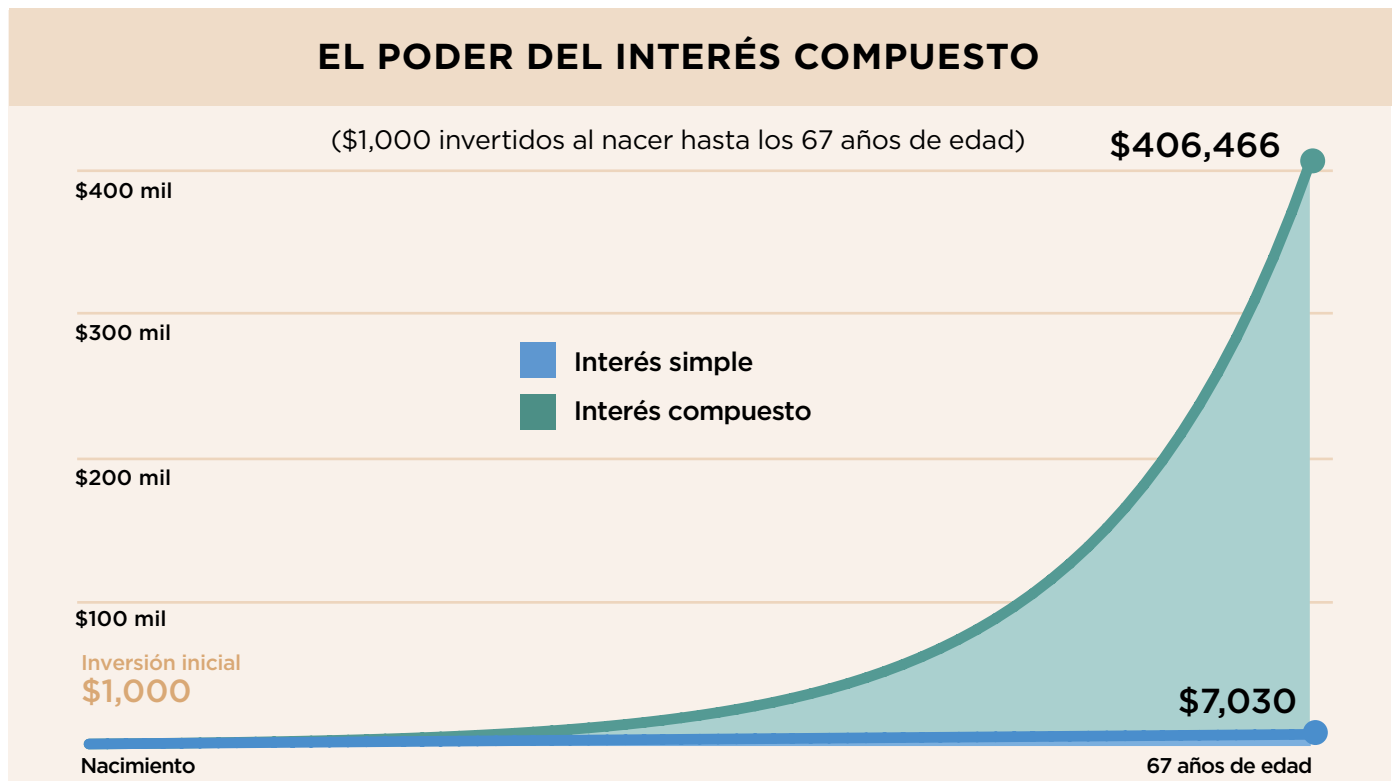 EL PODER DEL INTERÉS COMPUESTO
($1,000 invertidos al nacer hasta los 67 años de edad)
$406,466
$400 mil
$300 mil
Interés simple
Interés compuesto
$200 mil
$100 mil
Inversión inicial
$1,000
$7,030
Nacimiento
67 años de edad